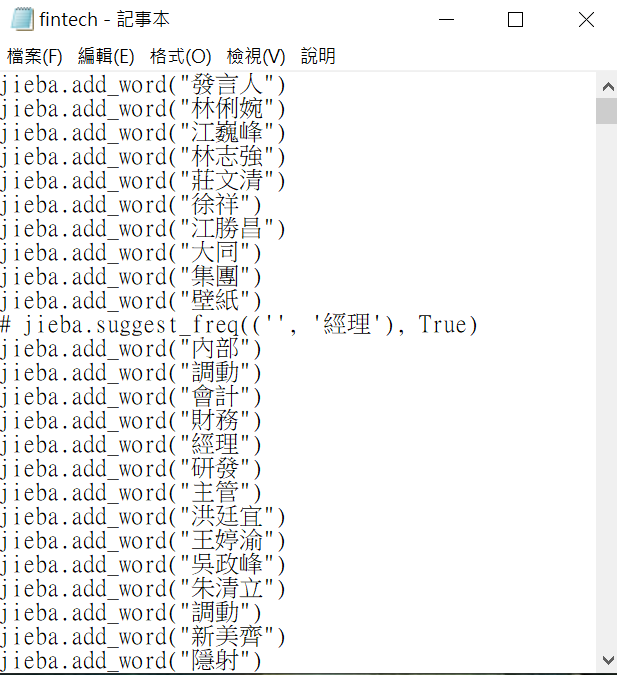 fintech - 記事本
檔案(F) 編輯(E) 格式(O) 檢視(V) 說明
jieba.add_word("發言人")
jieba.add_word("林俐婉")
jieba.add_word("江巍峰")
jieba.add_word("林志強")
jieba.add_word("莊文清")
jieba.add_word("徐祥")
jieba.add_word("江勝昌")
jieba.add_word("大同")
jieba.add_word("集團")
jieba.add_word("壁紙")
# jieba.suggest_freq(('', '經理'), True)
jieba.add_word("內部")
jieba.add_word("調動")
jieba.add_word("會計")
jieba.add_word("財務")
jieba.add_word("經理")
jieba.add_word("研發")
jieba.add_word("主管")
jieba.add_word("洪廷宜")
jieba.add_word("王婷渝")
jieba.add_word("吳政峰")
jieba.add_word("朱清立")
jieba.add_word("調動")
jieba.add_word("新美齊")
jieba.add_word("隱射")